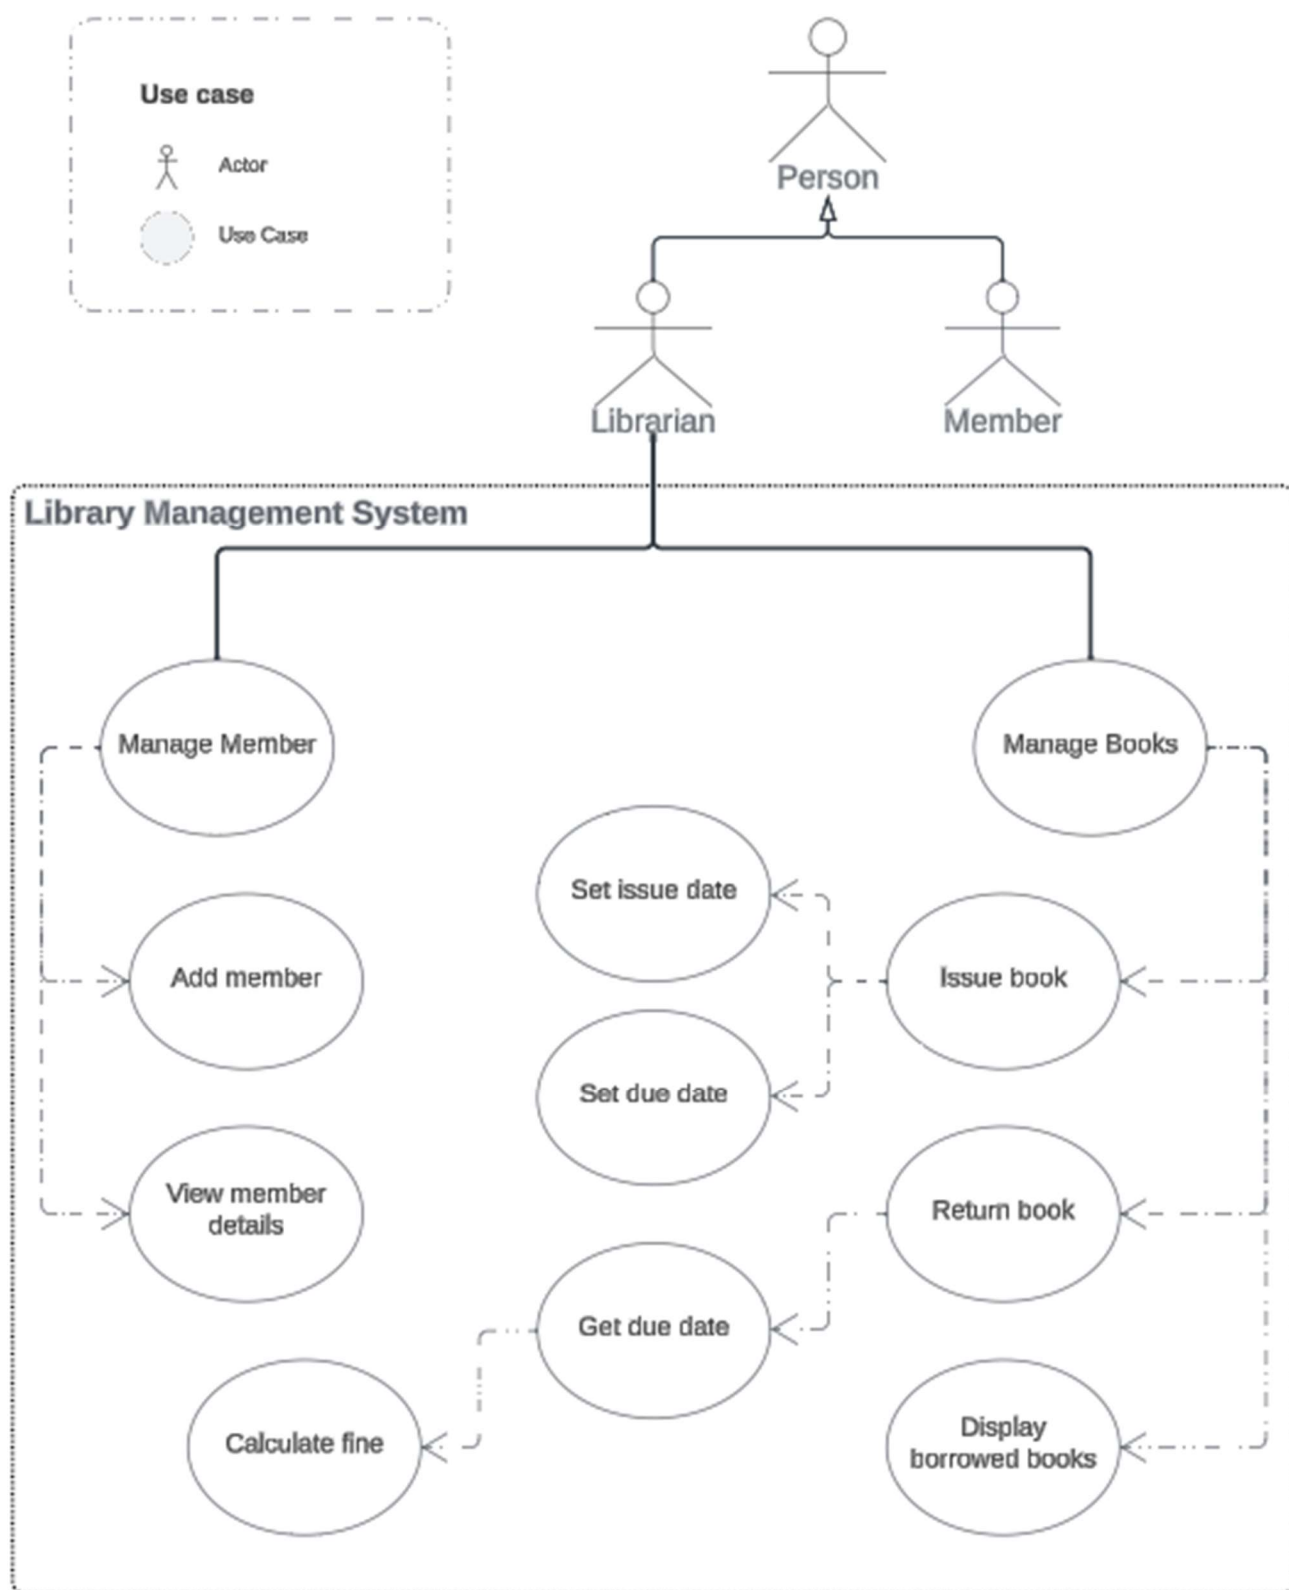 Use case
Actor
Use Case
Person
Librarian
Member
Library Management System
Manage Member
Manage Books
Set issue date
Add member
Issue book
Set due date
View member
details
Return book
Get due date
Calculate fine
Display
borrowed books